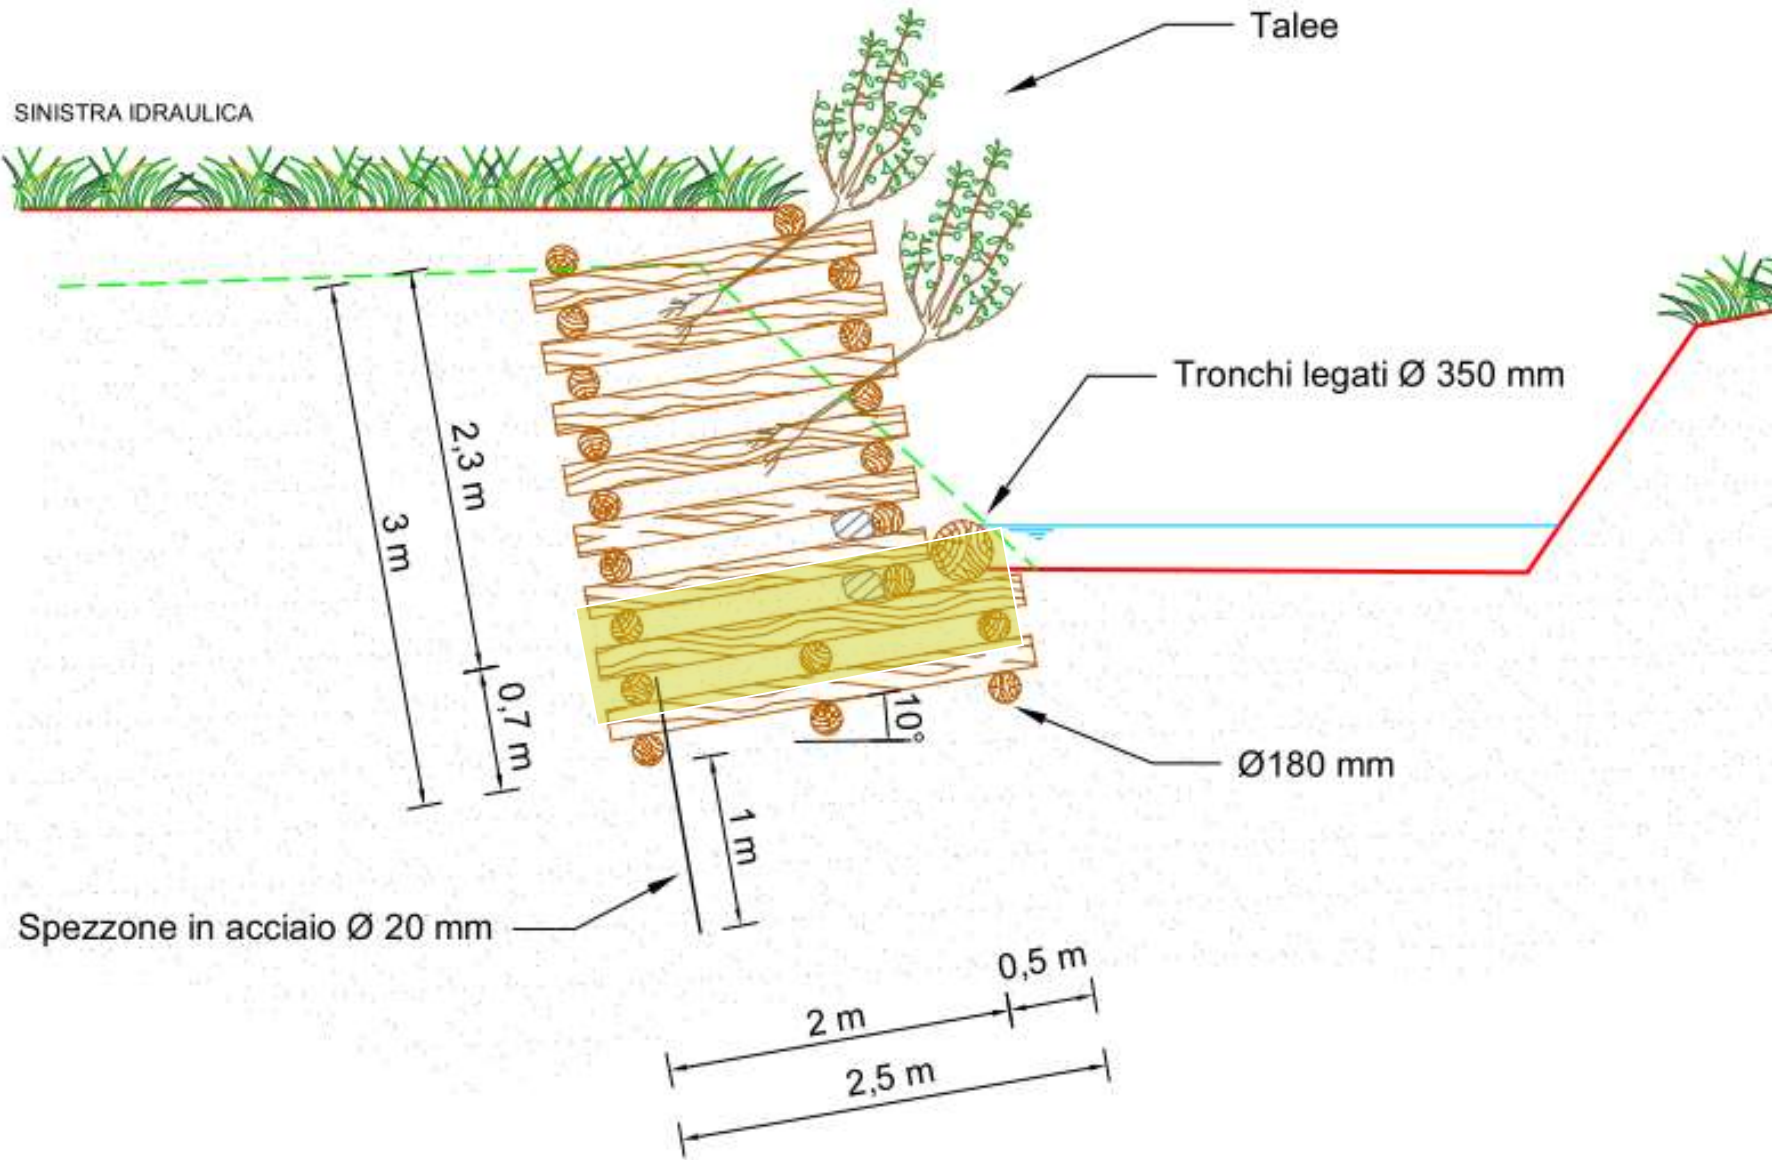 Talee
SINISTRA IDRAULICA
Tronchi legati Ø 350 mm
2,3 m
3 m
0,7 m
10°
Ø180 mm
1 m
Spezzone in acciaio Ø 20 mm
0,5 m
2 m
2,5 m